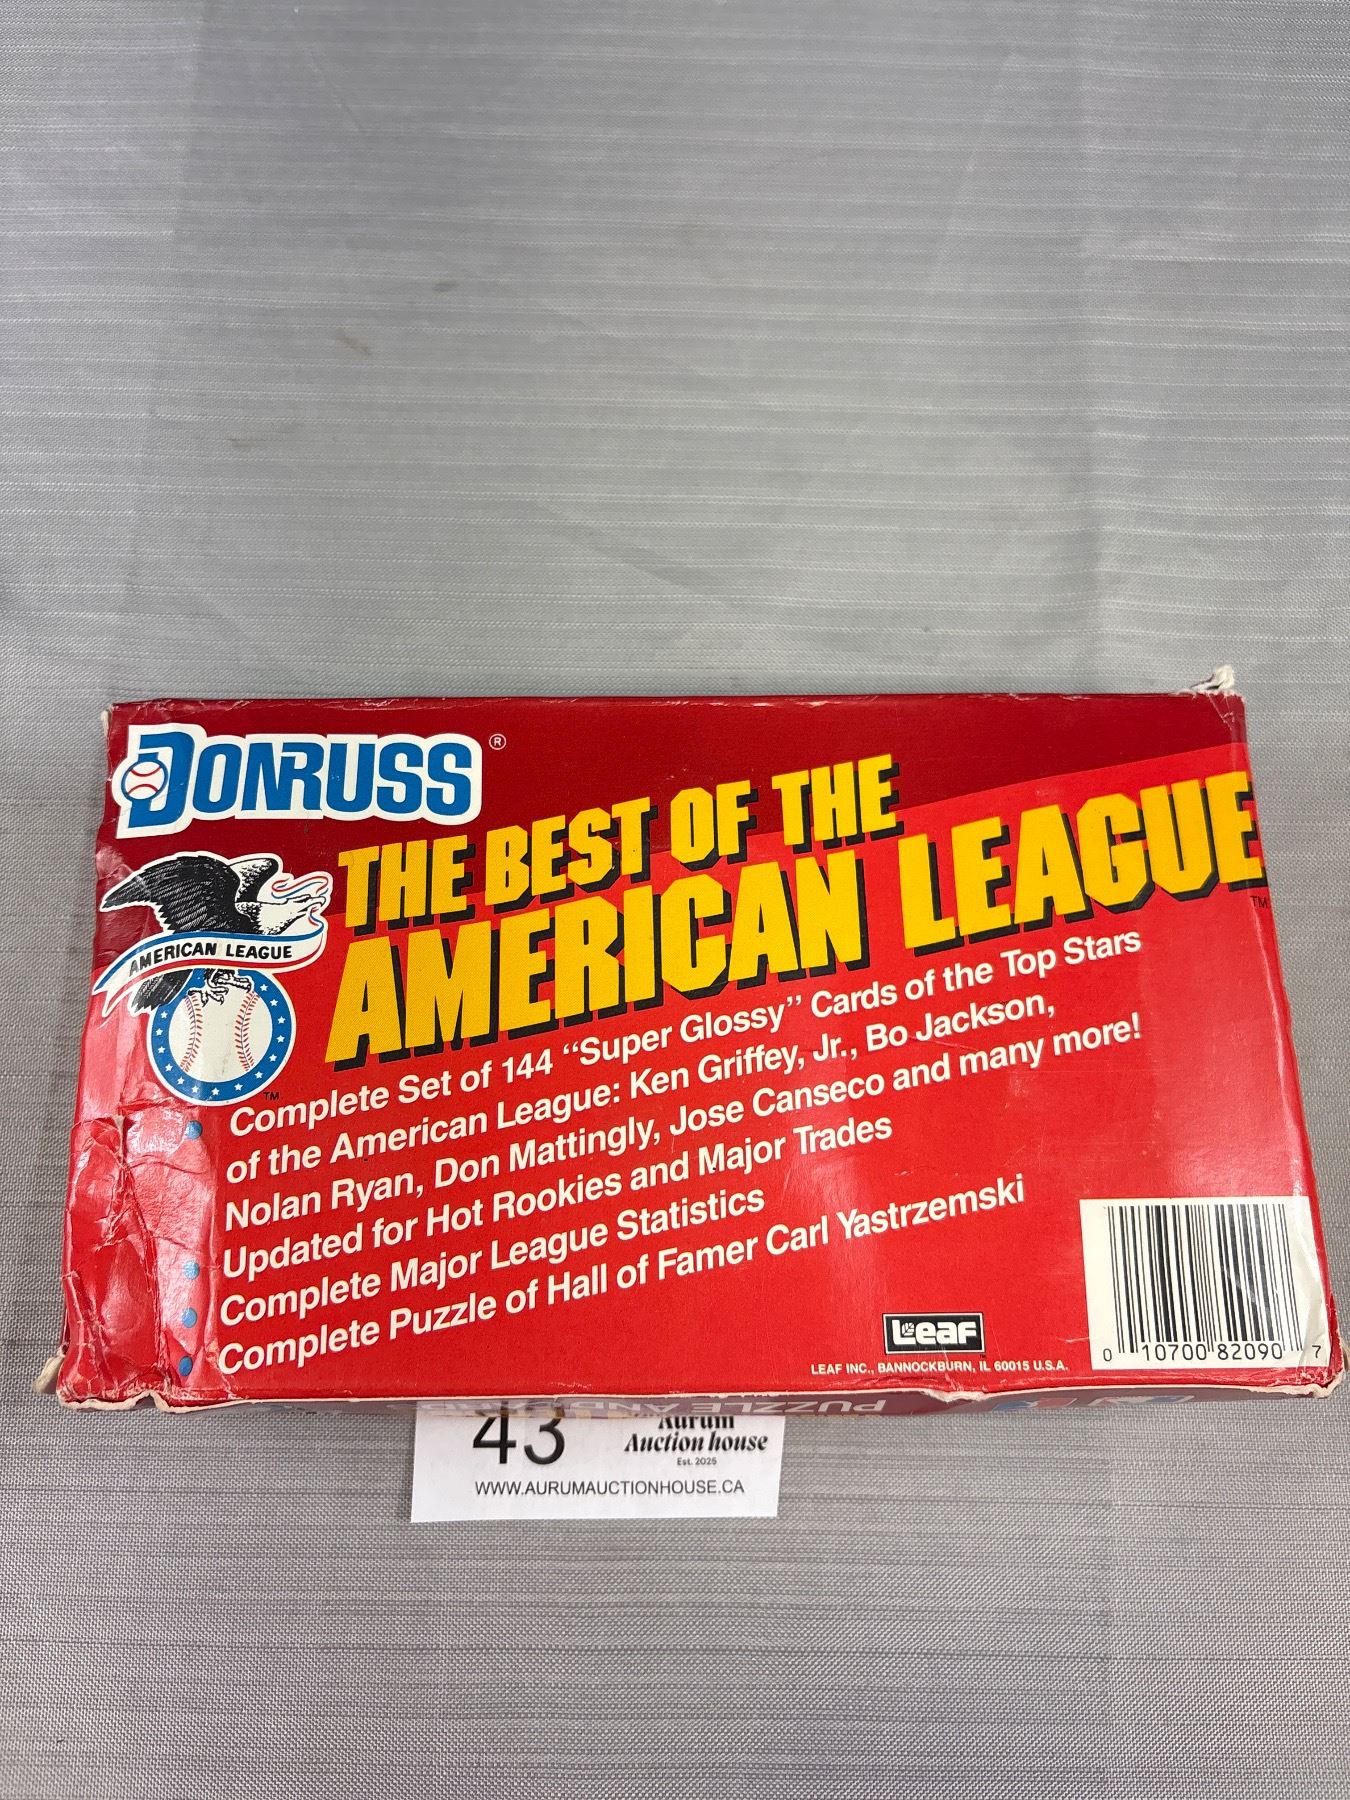 DONRUSS ®
THE BEST OF THE
AMERICAN LEAGUE
TM
AMERICAN LEAGUE
TM
Complete Set of 144 “Super Glossy” Cards of the Top Stars
of the American League: Ken Griffey, Jr., Bo Jackson,
Nolan Ryan, Don Mattingly, Jose Canseco and many more!
Updated for Hot Rookies and Major Trades
Complete Major League Statistics
Complete Puzzle of Hall of Famer Carl Yastrzemski
Leaf
LEAF INC., BANNOCKBURN, IL 60015 U.S.A.
0 10700 82090 7
PUZZLE AND
43
Aurum
Auction house
Est. 2025
WWW.AURUMAUCTIONHOUSE.CA